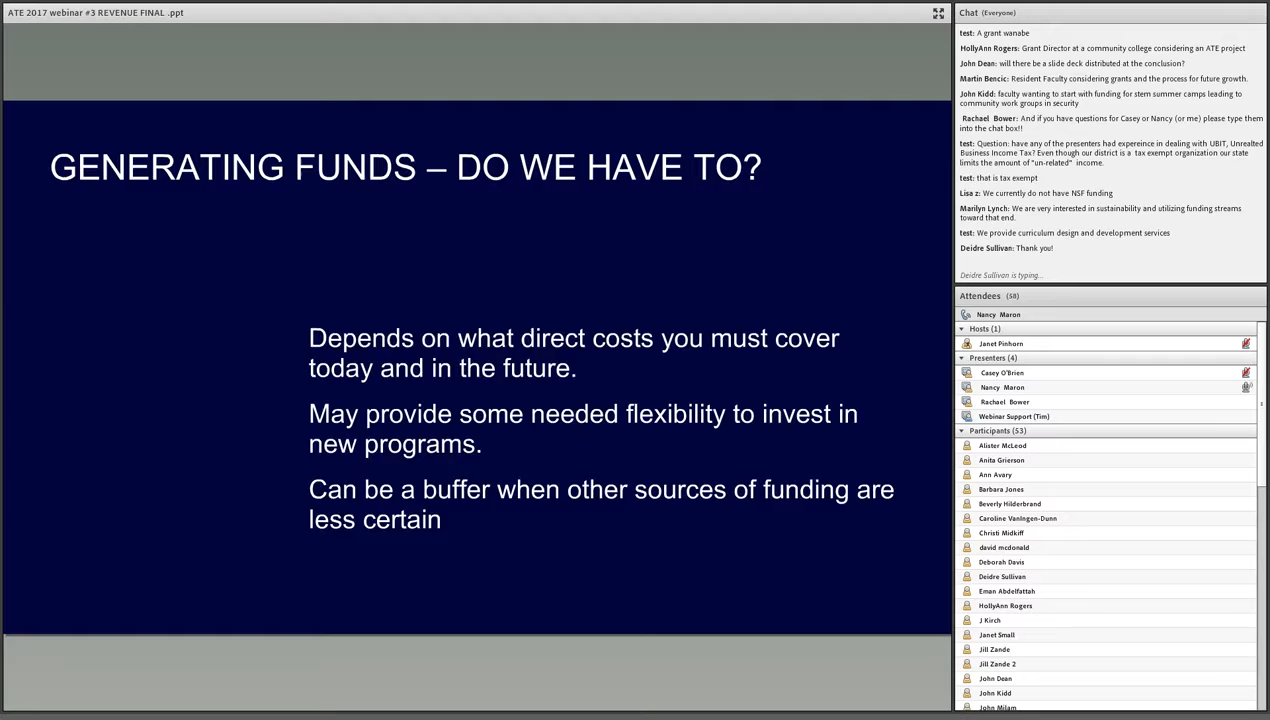 ATE 2017 webinar #3 REVENUE FINAL .ppt
GENERATING FUNDS – DO WE HAVE TO?
Depends on what direct costs you must cover
today and in the future.
May provide some needed flexibility to invest in
new programs.
Can be a buffer when other sources of funding are
less certain
Chat (Everyone)
test: A grant wanabe
HollyAnn Rogers: Grant Director at a community college considering an ATE project
John Dean: will there be a slide deck distributed at the conclusion?
Martin Bencic: Resident Faculty considering grants and the process for future growth.
John Kidd: faculty wanting to start with funding for stem summer camps leading to
community work groups in security
Rachael Bower: And if you have questions for Casey or Nancy (or me) please type them
into the chat box!!
test: Question: have any of the presenters had expereince in dealing with UBIT, Unrealted
Business Income Tax? Even though our district is a tax exempt organization our state
limits the amount of "un-related" income.
test: that is tax exempt
Lisa z: We currently do not have NSF funding
Marilyn Lynch: We are very interested in sustainability and utilizing funding streams
toward that end.
test: We provide curriculum design and development services
Deidre Sullivan: Thank you!
Deidre Sullivan is typing...
Attendees (58)
Nancy Maron
Hosts (1)
Janet Pinhorn
Presenters (4)
Casey O'Brien
Nancy Maron
Rachael Bower
Webinar Support (Tim)
Participants (53)
Alister McLeod
Anita Grierson
Ann Avary
Barbara Jones
Beverly Hilderbrand
Caroline VanIngen-Dunn
Christi Midkiff
david mcdonald
Deborah Davis
Deidre Sullivan
Eman Abdelfattah
HollyAnn Rogers
J Kirch
Janet Small
Jill Zande
Jill Zande 2
John Dean
John Kidd
John Milam